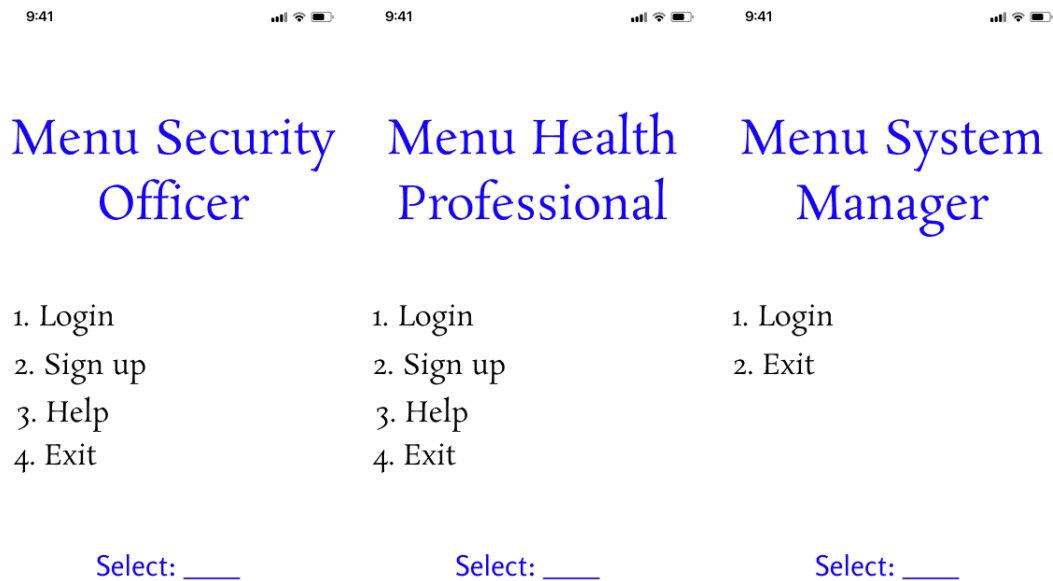 9:41
Menu Security
Officer
1. Login
2. Sign up
3. Help
4. Exit
Select: ____
9:41
Menu Health
Professional
1. Login
2. Sign up
3. Help
4. Exit
Select: ____
9:41
Menu System
Manager
1. Login
2. Exit
Select: ____